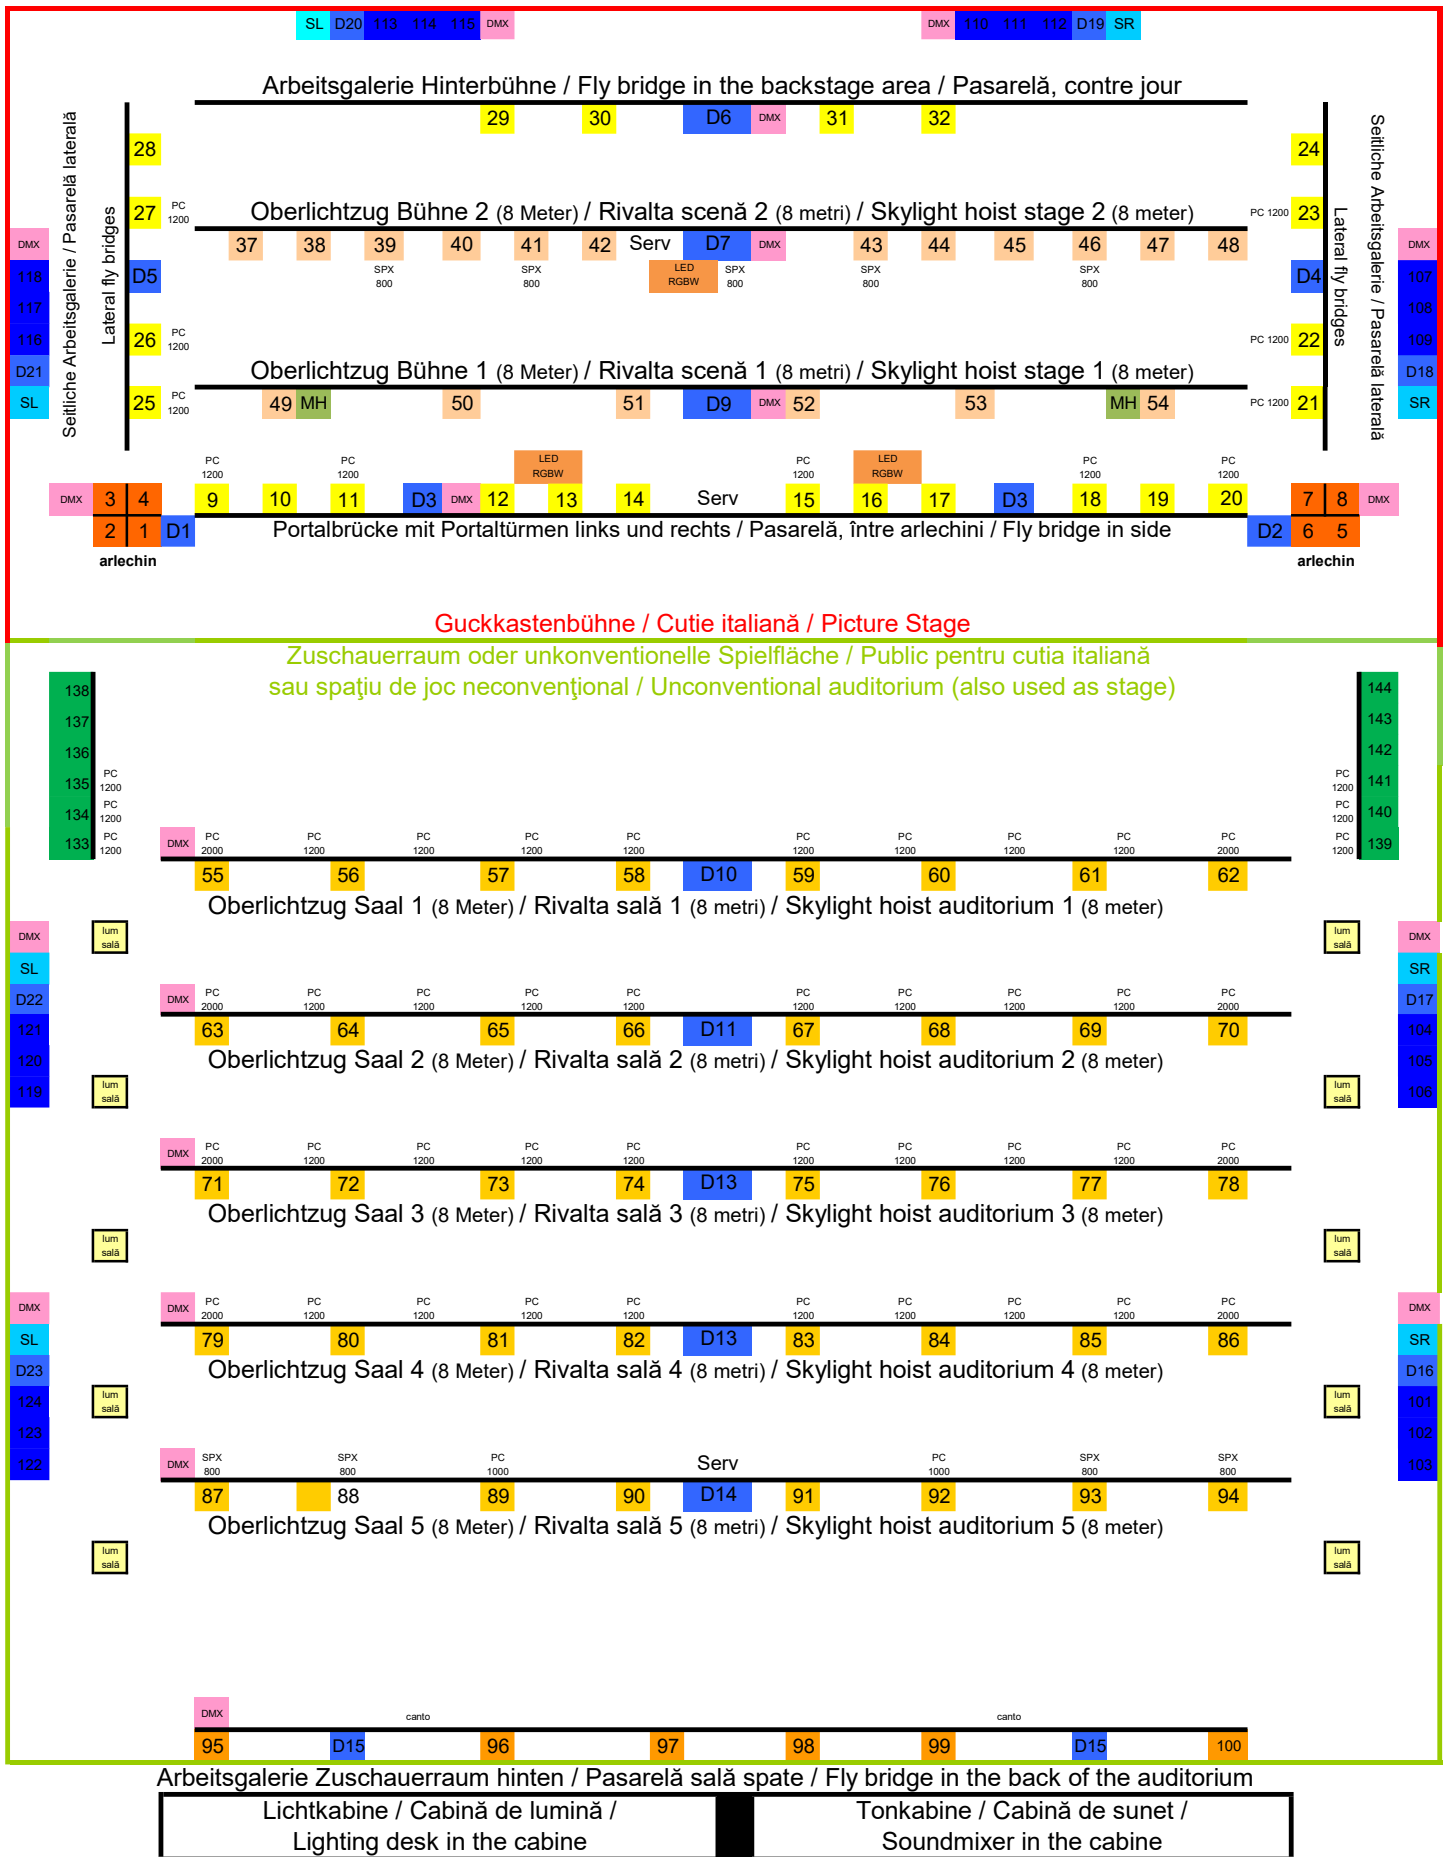 SL D20 113 114 115 DMX DMX 110 111 112 D19 SR
Arbeitsgalerie Hinterbühne / Fly bridge in the backstage area / Pasarelă, contre jour
29 30 D6 DMX 31 32
Seitliche Arbeitsgalerie / Pasarelă laterală
Lateral fly bridges
28
27 PC 1200
D5
26 PC 1200
25 PC 1200
DMX
118
117
116
D21
SL
24
PC 1200 23
D4
PC 1200 22
PC 1200 21
Lateral fly bridges
Seitliche Arbeitsgalerie / Pasarelă laterală
DMX
107
108
109
D18
SR
Oberlichtzug Bühne 2 (8 Meter) / Rivalta scenă 2 (8 metri) / Skylight hoist stage 2 (8 meter)
37 38 39 40 41 42 Serv D7 DMX 43 44 45 46 47 48
SPX SPX LED SPX SPX SPX
800 800 RGBW 800 800 800
Oberlichtzug Bühne 1 (8 Meter) / Rivalta scenă 1 (8 metri) / Skylight hoist stage 1 (8 meter)
49 MH 50 51 D9 DMX 52 53 MH 54
PC PC LED PC LED PC PC
1200 1200 RGBW 1200 RGBW 1200 1200
DMX 3 4 9 10 11 D3 DMX 12 13 14 Serv 15 16 17 D3 18 19 20 7 8 DMX
2 1 D1 Portalbrücke mit Portaltürmen links und rechts / Pasarelă, între arlechini / Fly bridge in side D2 6 5
arlechin arlechin
Guckkastenbühne / Cutie italiană / Picture Stage
Zuschauerraum oder unkonventionelle Spielfläche / Public pentru cutia italiană
sau spaţiu de joc neconvenţional / Unconventional auditorium (also used as stage)
138 144
137 143
136 142
135 PC 1200 PC 1200 141
134 PC 1200 PC 1200 140
133 PC 1200 PC 1200 139
DMX PC PC PC PC PC PC PC PC PC
2000 1200 1200 1200 1200 1200 1200 1200 2000
55 56 57 58 D10 59 60 61 62
Oberlichtzug Saal 1 (8 Meter) / Rivalta sală 1 (8 metri) / Skylight hoist auditorium 1 (8 meter)
DMX lum sală lum sală DMX
SL SR
D22 D17
121 104
120 105
119 106
DMX PC PC PC PC PC PC PC PC PC
2000 1200 1200 1200 1200 1200 1200 1200 2000
63 64 65 66 D11 67 68 69 70
Oberlichtzug Saal 2 (8 Meter) / Rivalta sală 2 (8 metri) / Skylight hoist auditorium 2 (8 meter)
lum sală lum sală
DMX PC PC PC PC PC PC PC PC PC
2000 1200 1200 1200 1200 1200 1200 1200 2000
71 72 73 74 D13 75 76 77 78
Oberlichtzug Saal 3 (8 Meter) / Rivalta sală 3 (8 metri) / Skylight hoist auditorium 3 (8 meter)
lum sală lum sală
DMX DMX
SL SR
D23 D16
124 101
123 102
122 103
DMX PC PC PC PC PC PC PC PC PC
2000 1200 1200 1200 1200 1200 1200 1200 2000
79 80 81 82 D13 83 84 85 86
Oberlichtzug Saal 4 (8 Meter) / Rivalta sală 4 (8 metri) / Skylight hoist auditorium 4 (8 meter)
lum sală lum sală
DMX SPX SPX PC Serv PC SPX SPX
800 800 1000 1000 800 800
87 88 89 90 D14 91 92 93 94
Oberlichtzug Saal 5 (8 Meter) / Rivalta sală 5 (8 metri) / Skylight hoist auditorium 5 (8 meter)
lum sală lum sală
DMX canto canto
95 D15 96 97 98 99 D15 100
Arbeitsgalerie Zuschauerraum hinten / Pasarelă sală spate / Fly bridge in the back of the auditorium
Lichtkabine / Cabină de lumină /
Lighting desk in the cabine
Tonkabine / Cabină de sunet /
Soundmixer in the cabine